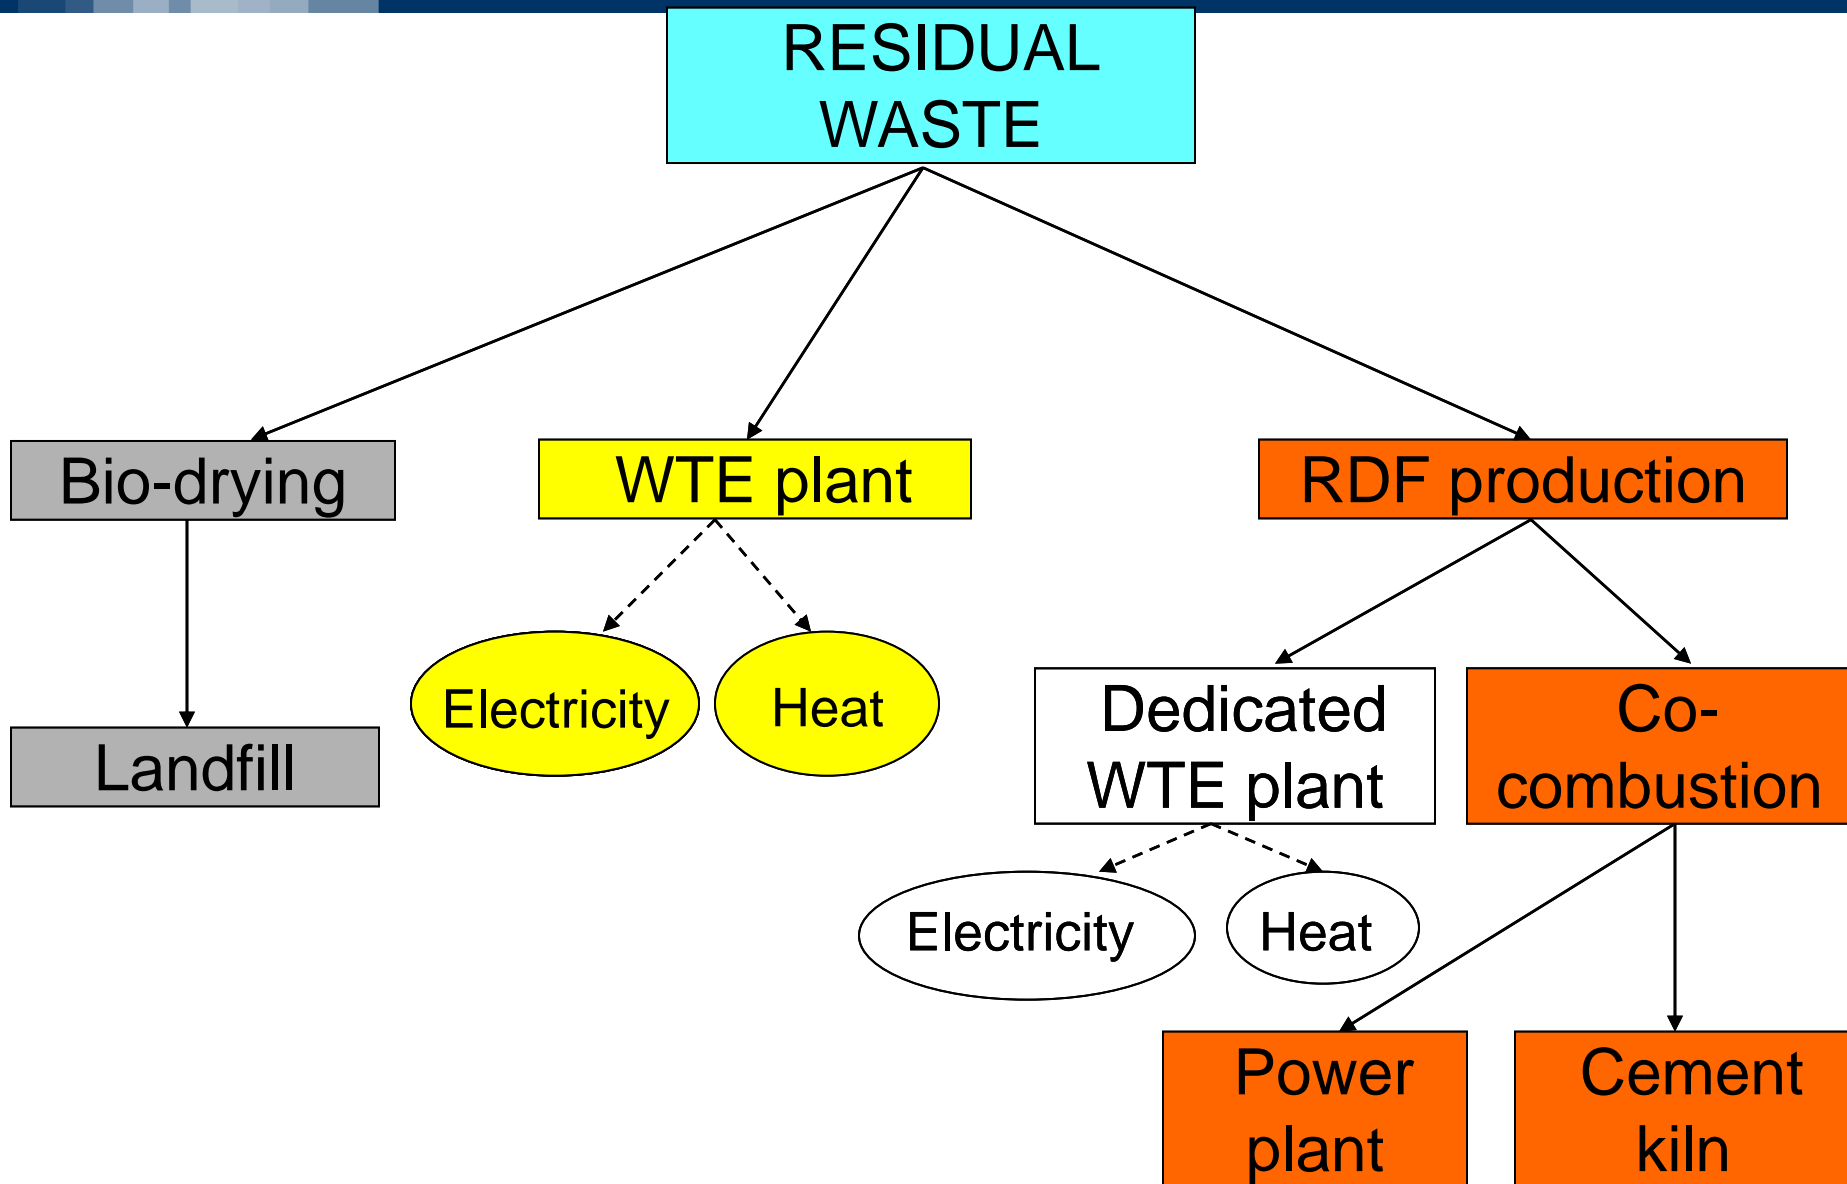 RESIDUAL
WASTE
Bio-drying
WTE plant
RDF production
Electricity
Heat
Landfill
Dedicated
WTE plant
Co-
combustion
Electricity
Heat
Power
plant
Cement
kiln